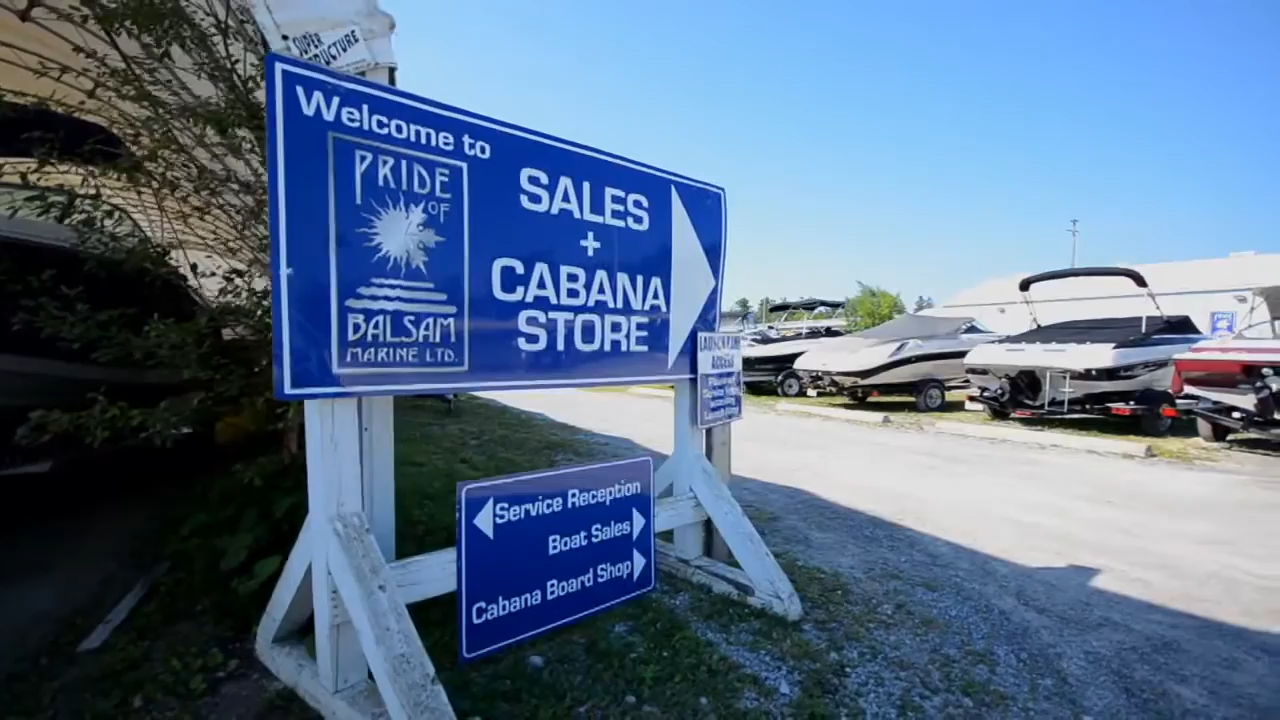 SUPER
STRUCTURE
Welcome to
PRIDE
OF
BALSAM
MARINE LTD.
SALES
+
CABANA
STORE
Service Reception
Boat Sales
Cabana Board Shop